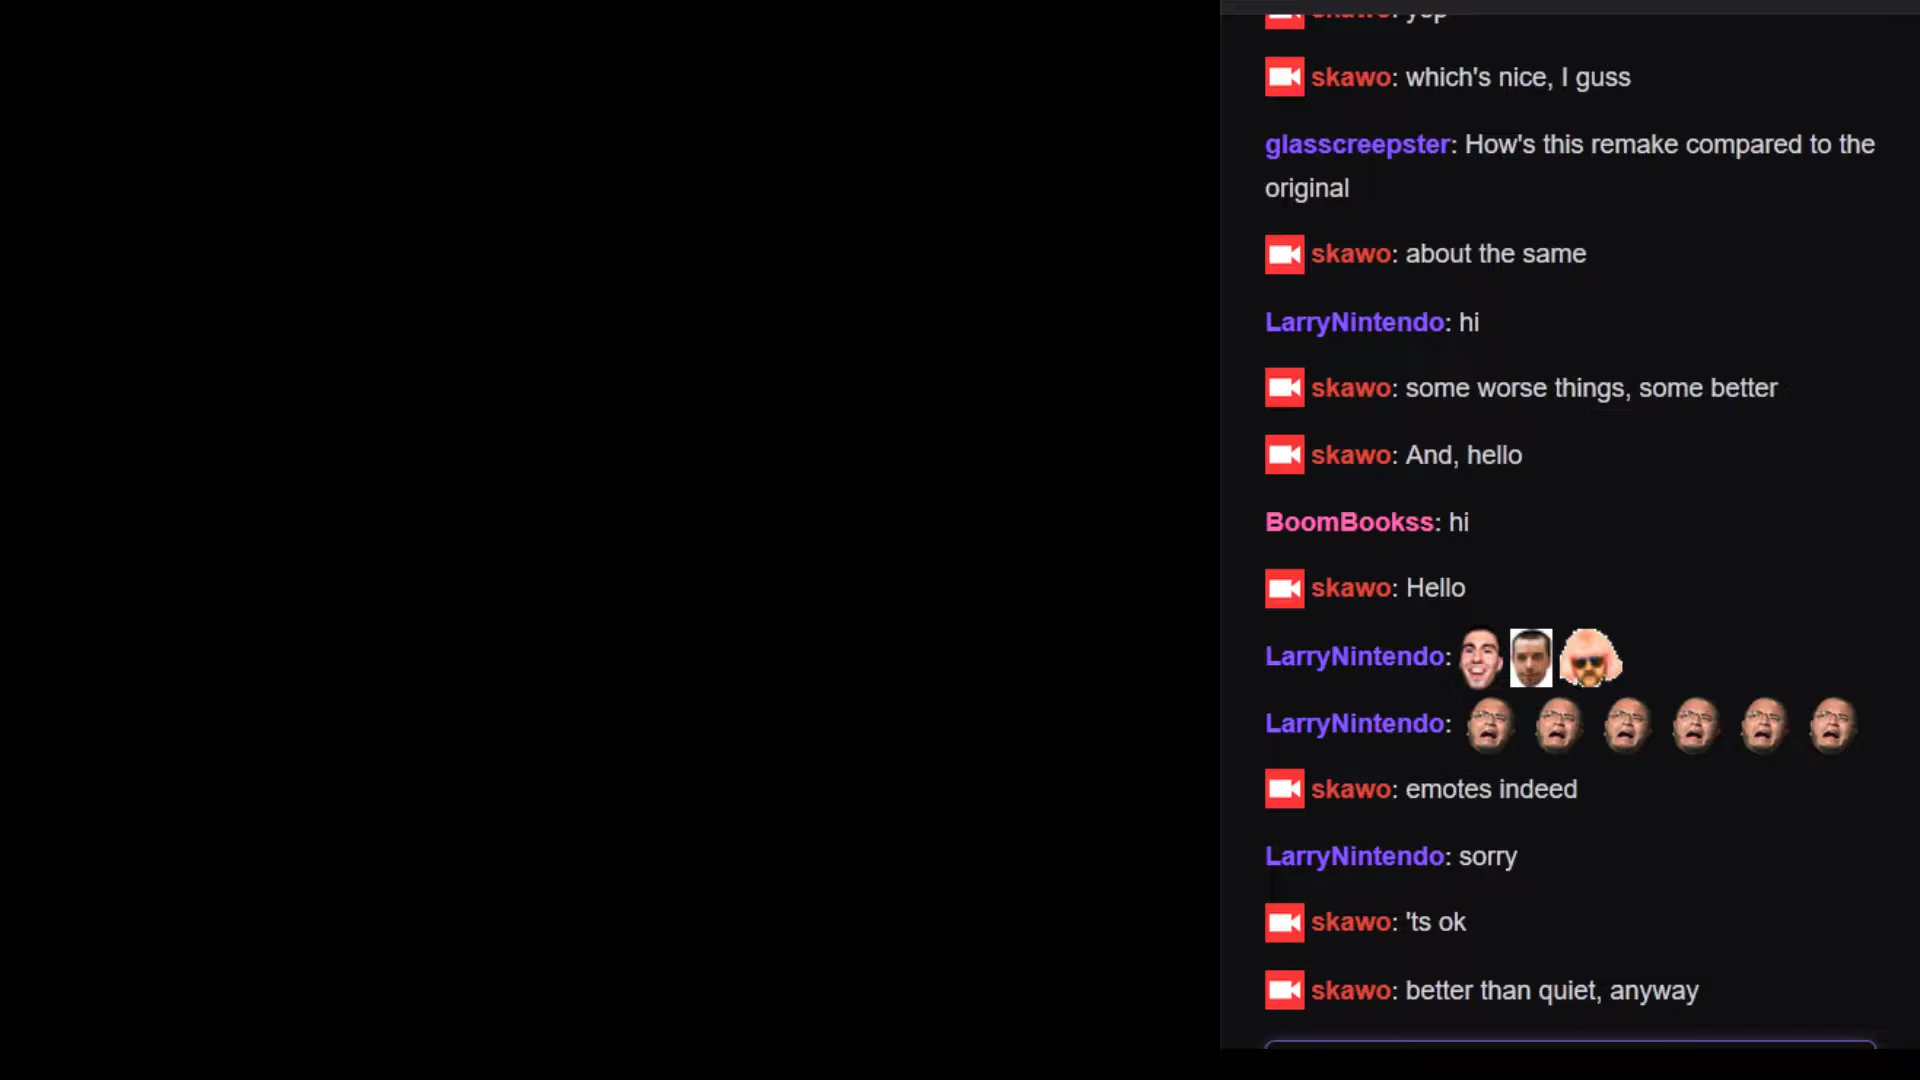 skawo: yep
skawo: which's nice, I guss
glasscreepster: How's this remake compared to the
original
skawo: about the same
LarryNintendo: hi
skawo: some worse things, some better
skawo: And, hello
BoomBookss: hi
skawo: Hello
LarryNintendo:
LarryNintendo:
skawo: emotes indeed
LarryNintendo: sorry
skawo: 'ts ok
skawo: better than quiet, anyway